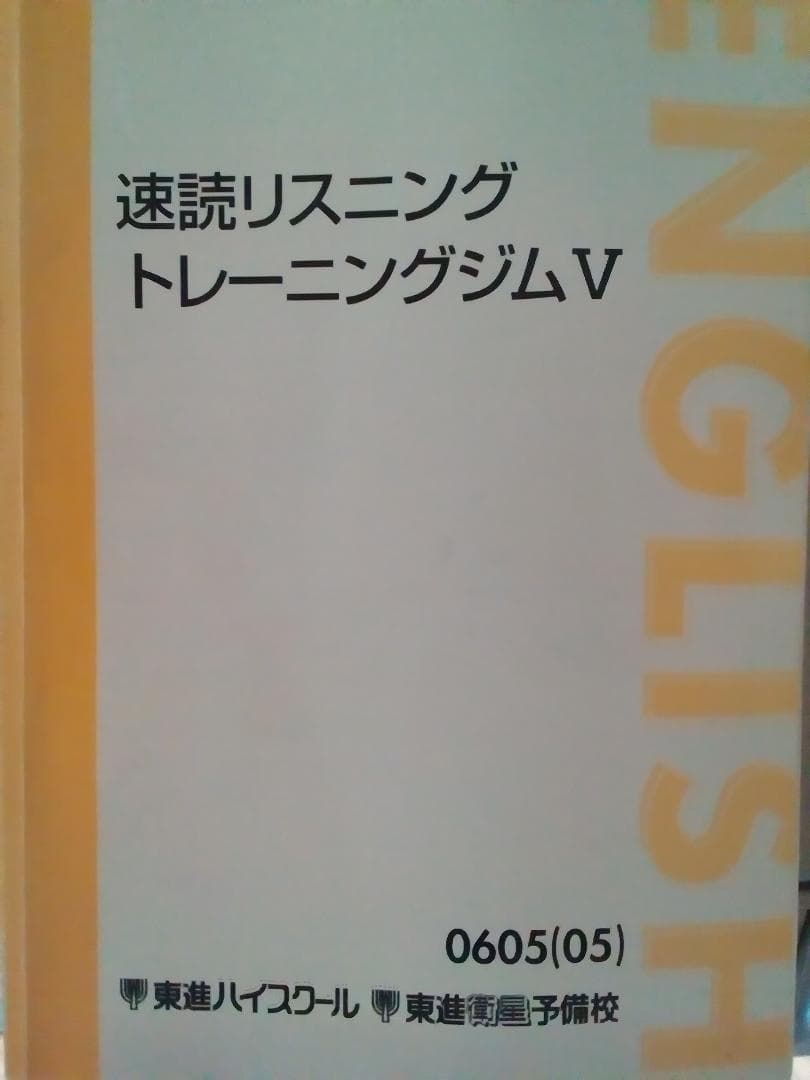 速読リスニング
トレーニングジムⅤ
ENGLISH
0605(05)
東進ハイスクール 東進衛星予備校